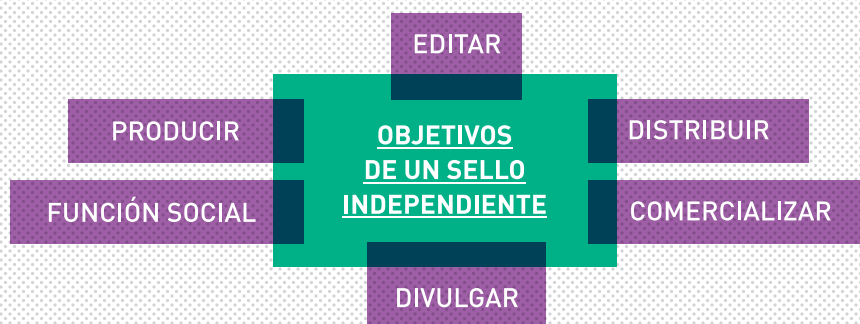 EDITAR
PRODUCIR
OBJETIVOS
DE UN SELLO
INDEPENDIENTE
DISTRIBUIR
FUNCIÓN SOCIAL
COMERCIALIZAR
DIVULGAR